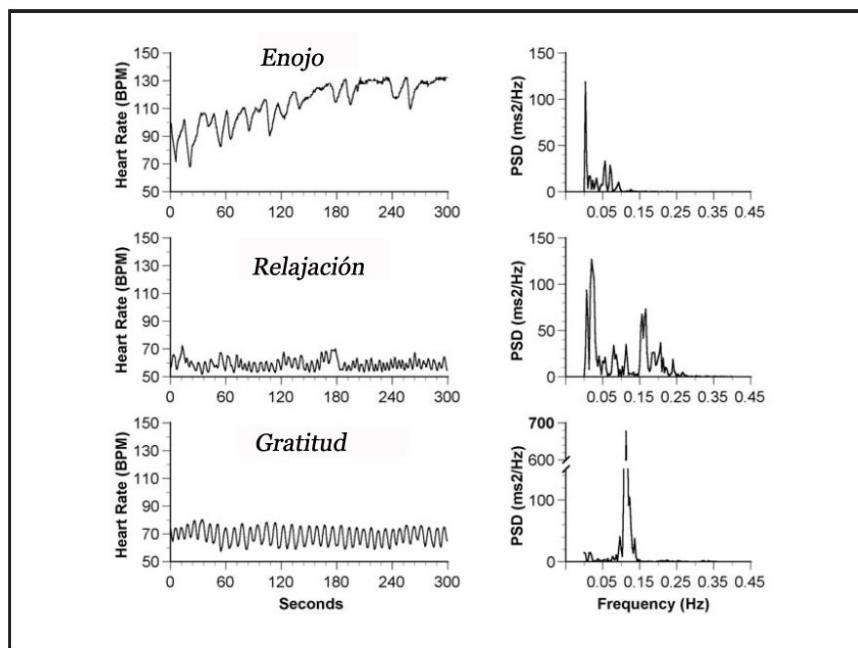 Enojo
Heart Rate (BPM)
150
130
110
90
70
50
0 60 120 180 240 300
PSD (ms2/Hz)
150
100
50
0
0.05 0.15 0.25 0.35 0.45
Relajación
Heart Rate (BPM)
150
130
110
90
70
50
0 60 120 180 240 300
PSD (ms2/Hz)
150
100
50
0
0.05 0.15 0.25 0.35 0.45
Gratitud
Heart Rate (BPM)
150
130
110
90
70
50
0 60 120 180 240 300
Seconds
PSD (ms2/Hz)
700
600
100
0
0.05 0.15 0.25 0.35 0.45
Frequency (Hz)